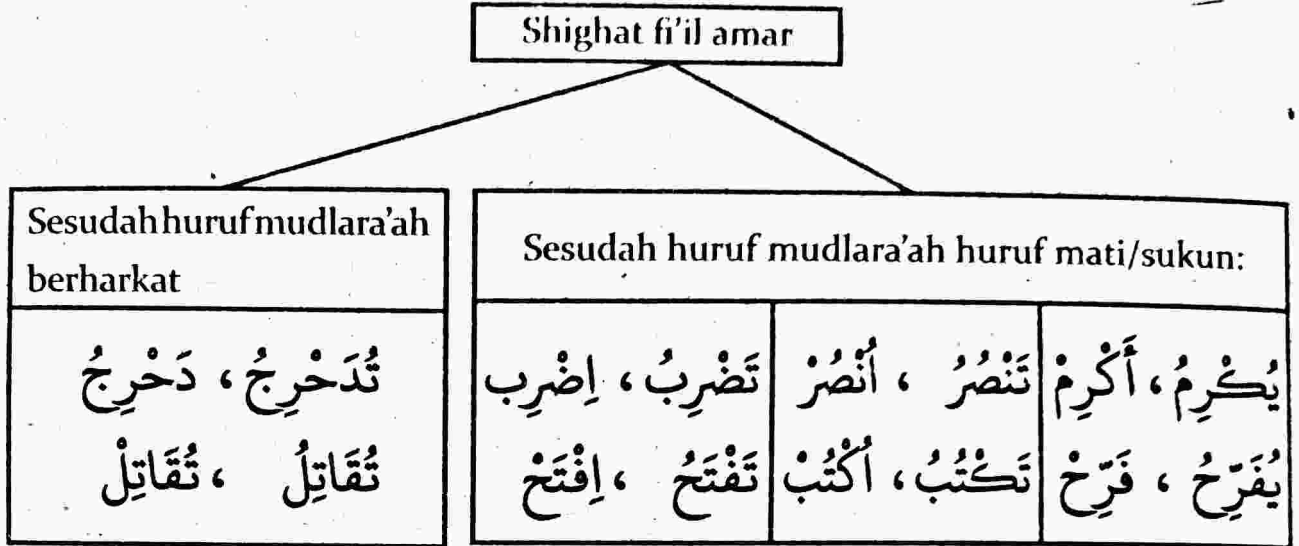 Shighat fi'il amar
Sesudah huruf mudlara'ah
berharkat
تُدَحْرِجُ ، دَحْرِجُ
تُقَاتِلُ ، تُقَاتِلْ
Sesudah huruf mudlara'ah huruf mati/sukun:
يُكْرِمُ ، أَكْرِمْ
يُفَرِّحُ ، فَرِّحْ
تَنْصُرُ ، اُنْصُرْ
تَكْتُبُ ، اُكْتُبْ
تَضْرِبُ ، اِضْرِب
تَفْتَحُ ، اِفْتَحْ